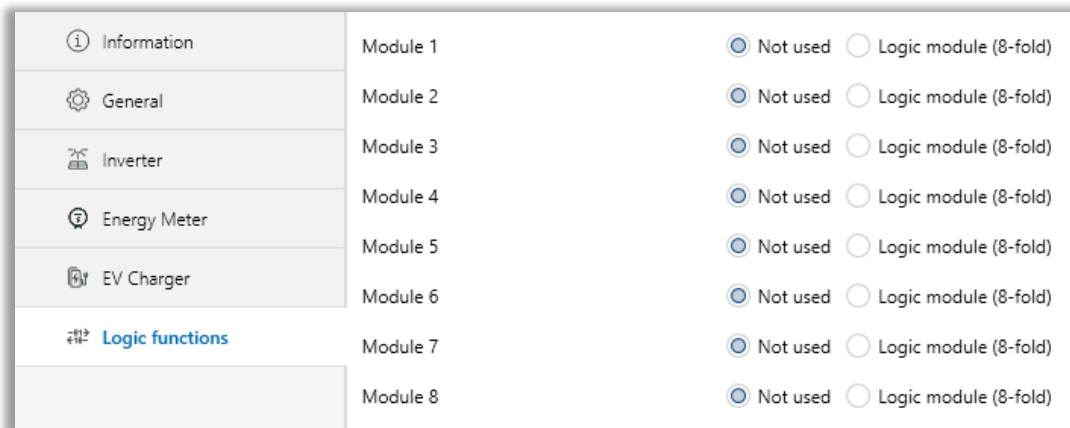 Information
General
Inverter
Energy Meter
EV Charger
Logic functions
Module 1 Not used Logic module (8-fold)
Module 2 Not used Logic module (8-fold)
Module 3 Not used Logic module (8-fold)
Module 4 Not used Logic module (8-fold)
Module 5 Not used Logic module (8-fold)
Module 6 Not used Logic module (8-fold)
Module 7 Not used Logic module (8-fold)
Module 8 Not used Logic module (8-fold)